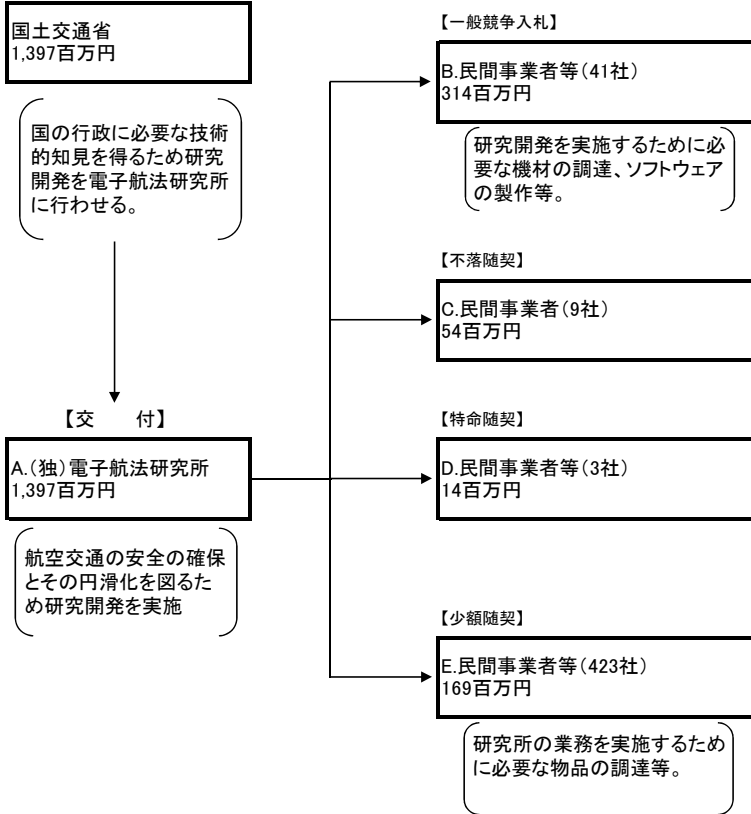 国土交通省
1,397百万円
国の行政に必要な技術
的知見を得るため研究
開発を電子航法研究所
に行わせる。
【交　　付】
A.(独)電子航法研究所
1,397百万円
航空交通の安全の確保
とその円滑化を図るた
め研究開発を実施
【一般競争入札】
B.民間事業者等(41社)
314百万円
研究開発を実施するために必
要な機材の調達、ソフトウェア
の製作等。
【不落随契】
C.民間事業者(9社)
54百万円
【特命随契】
D.民間事業者等(3社)
14百万円
【少額随契】
E.民間事業者等(423社)
169百万円
研究所の業務を実施するため
に必要な物品の調達等。